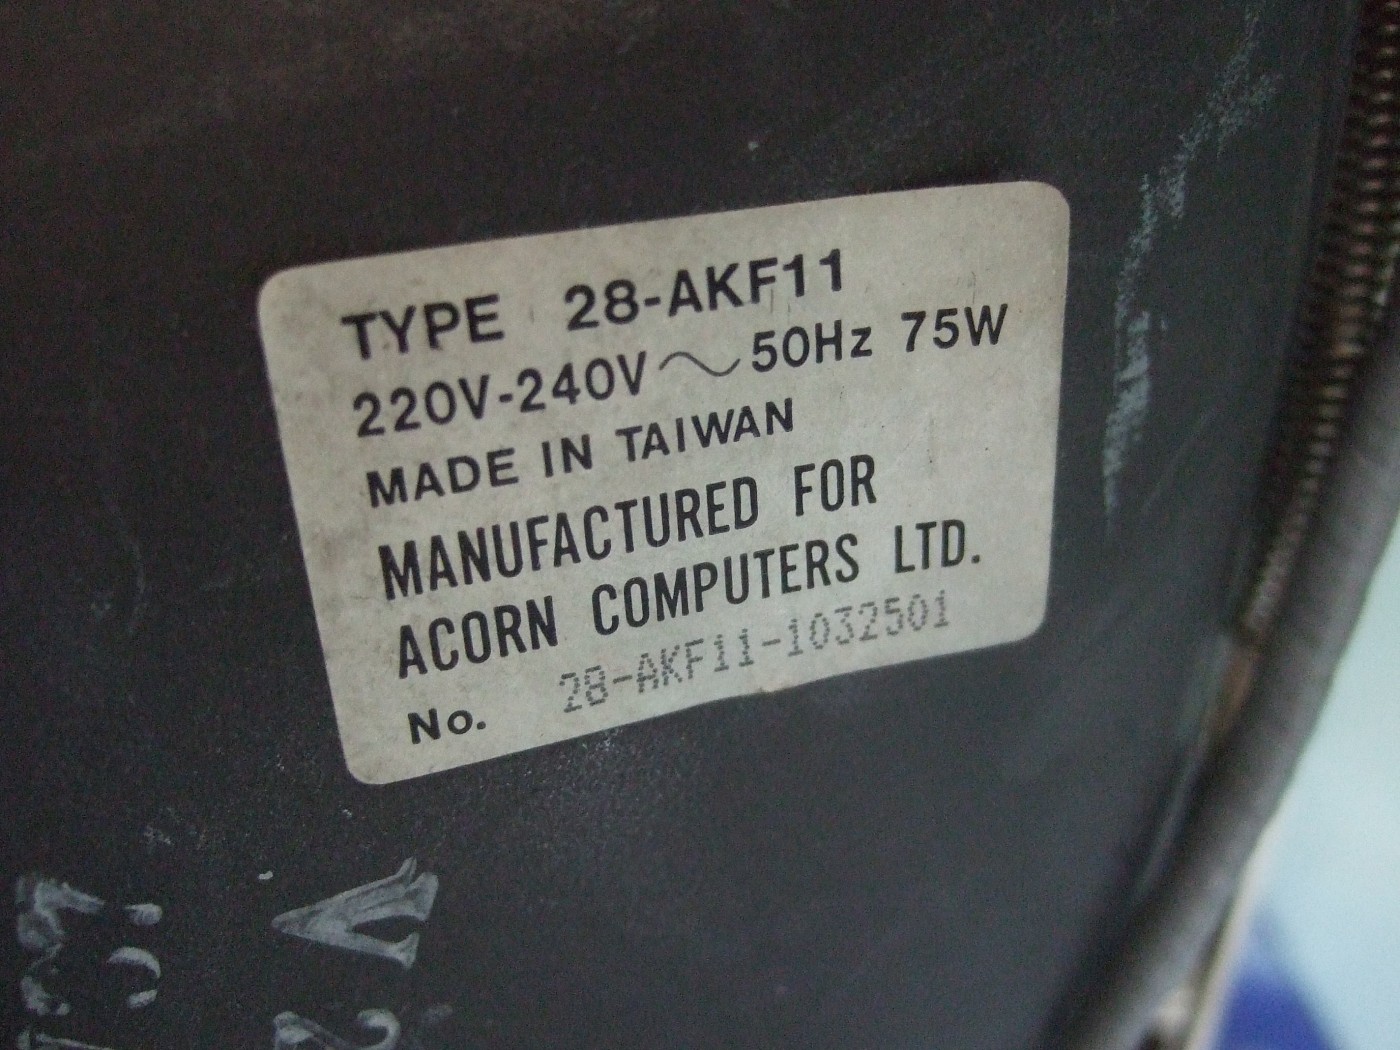 TYPE 28-AKF11
220V-240V~50Hz 75W
MADE IN TAIWAN
MANUFACTURED FOR
ACORN COMPUTERS LTD.
No. 28-AKF11-1032501
V2